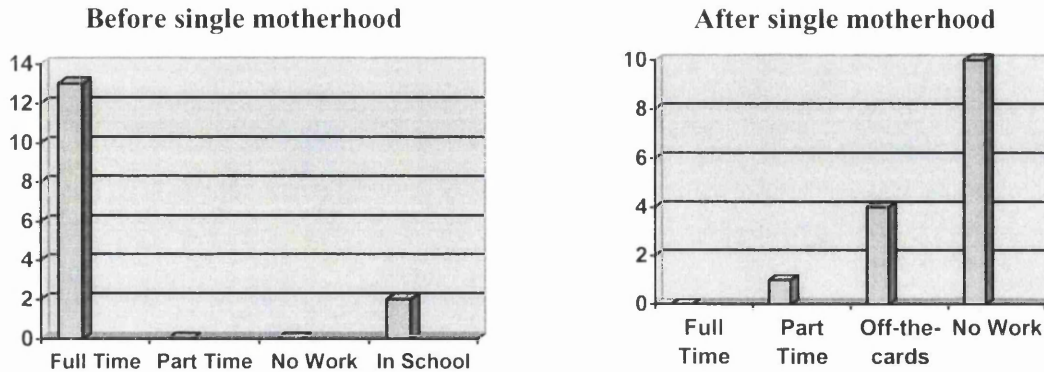 Before single motherhood
14
12
10
8
6
4
2
0
Full Time Part Time No Work In School
After single motherhood
10
8
6
4
2
0
Full Part Off-the- No Work
Time Time cards